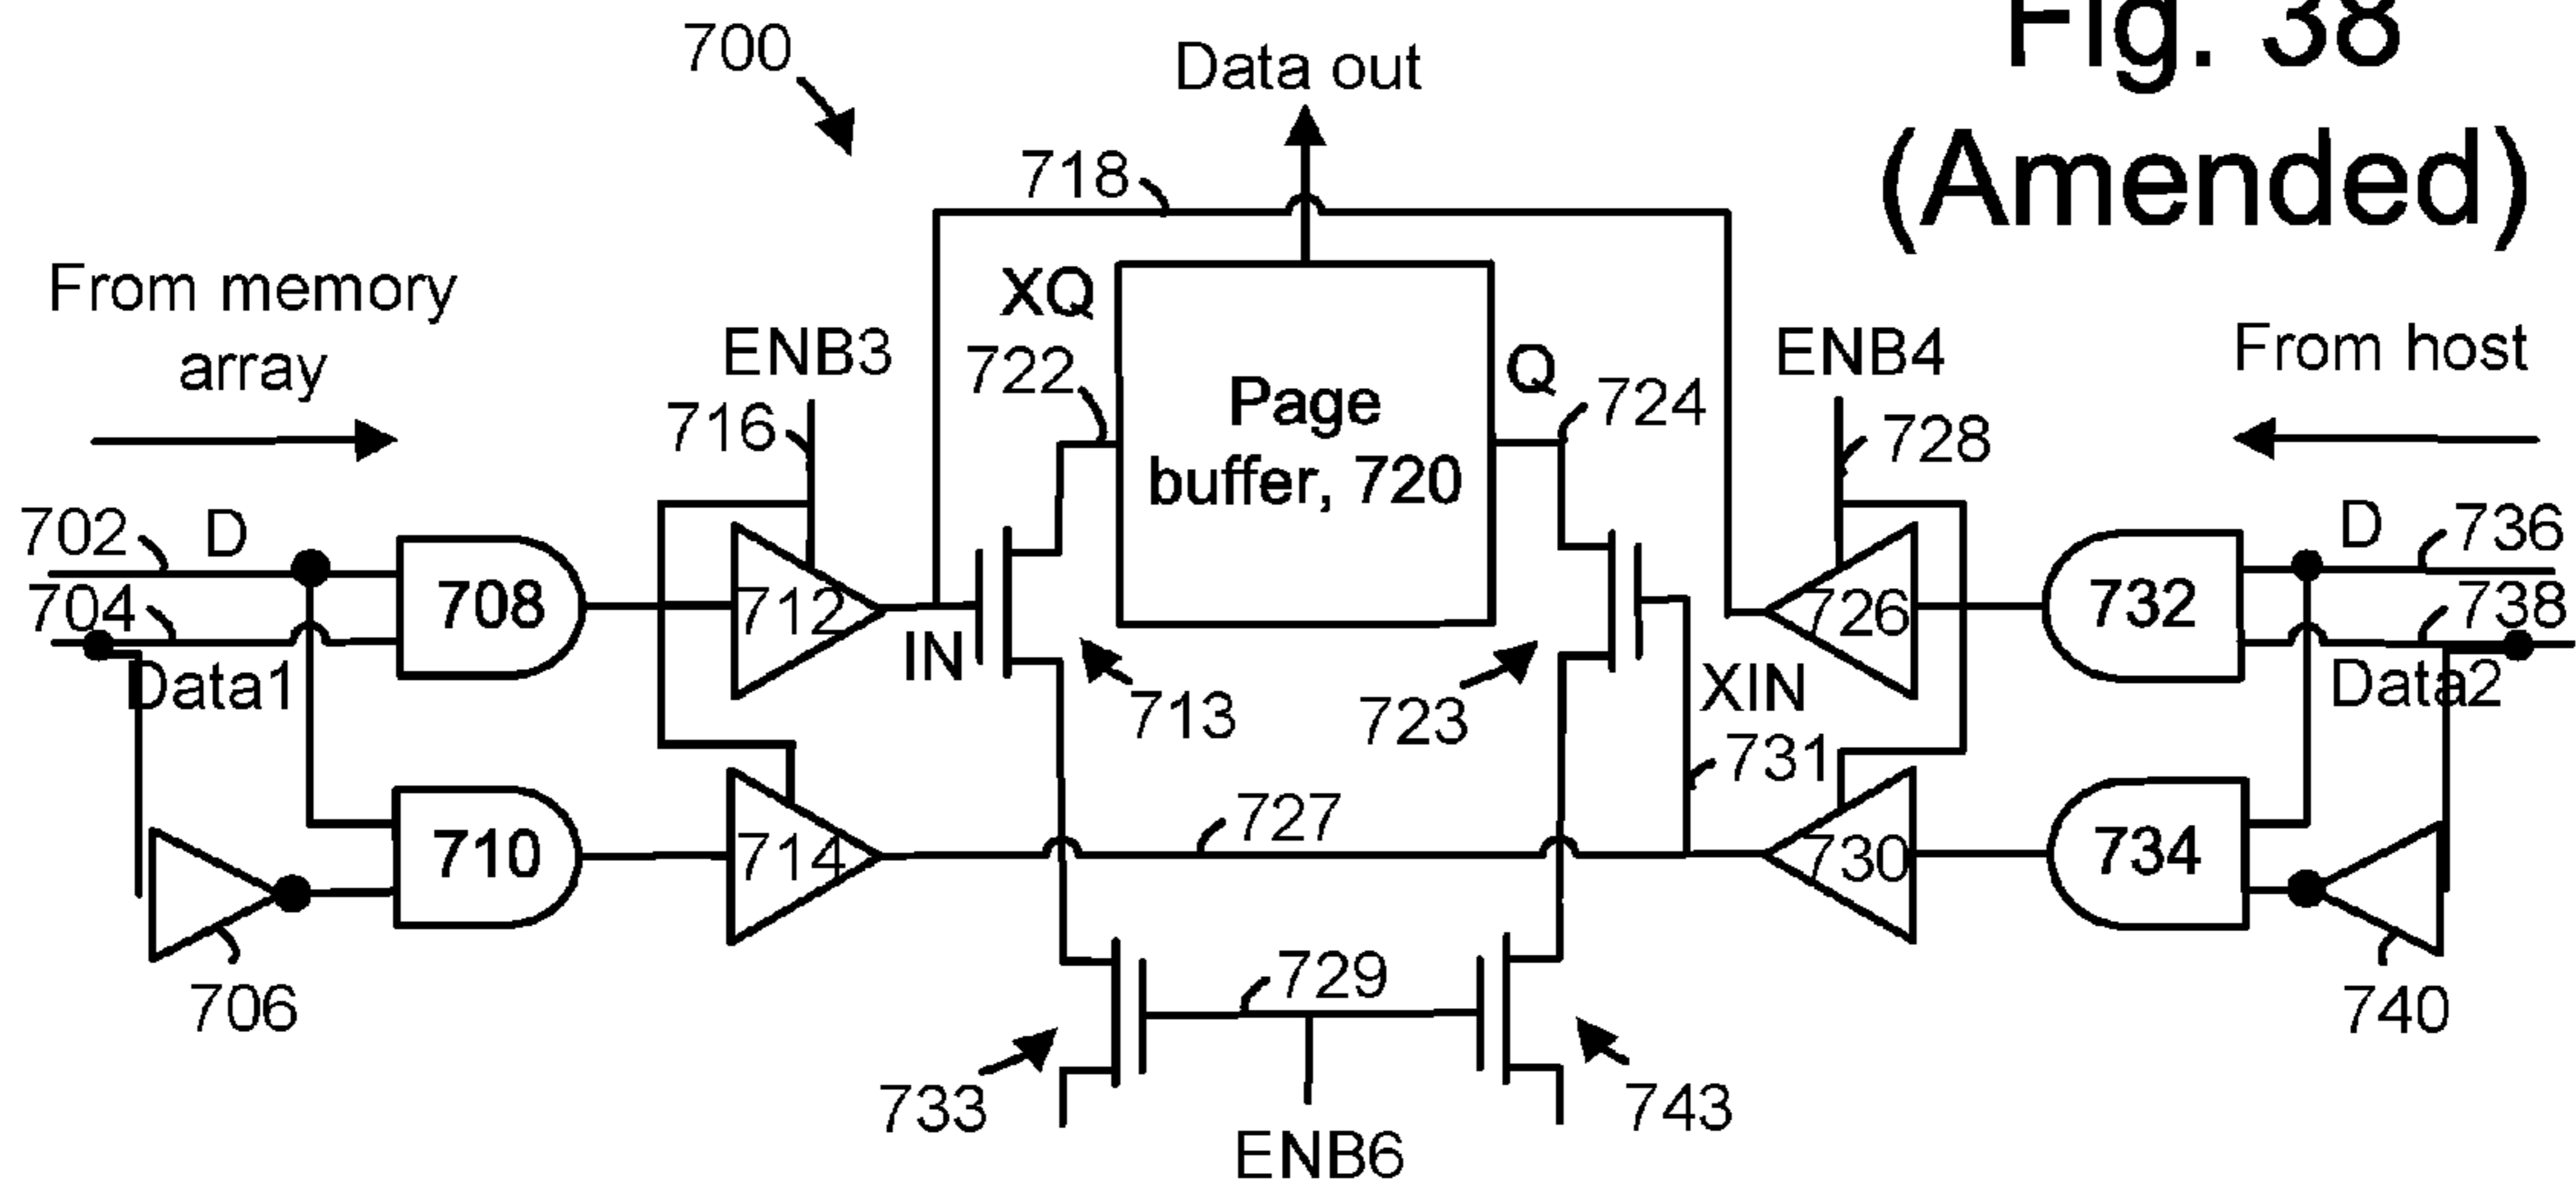 Fig. 38
(Amended)
700
Data out
718
From memory
array
XQ
ENB3
722
716
Page
buffer, 720
Q
724
ENB4
728
From host
702
D
704
Data1
708
712
IN
713
723
XIN
731
726
732
D
736
738
Data2
706
710
714
727
730
734
740
729
733
743
ENB6